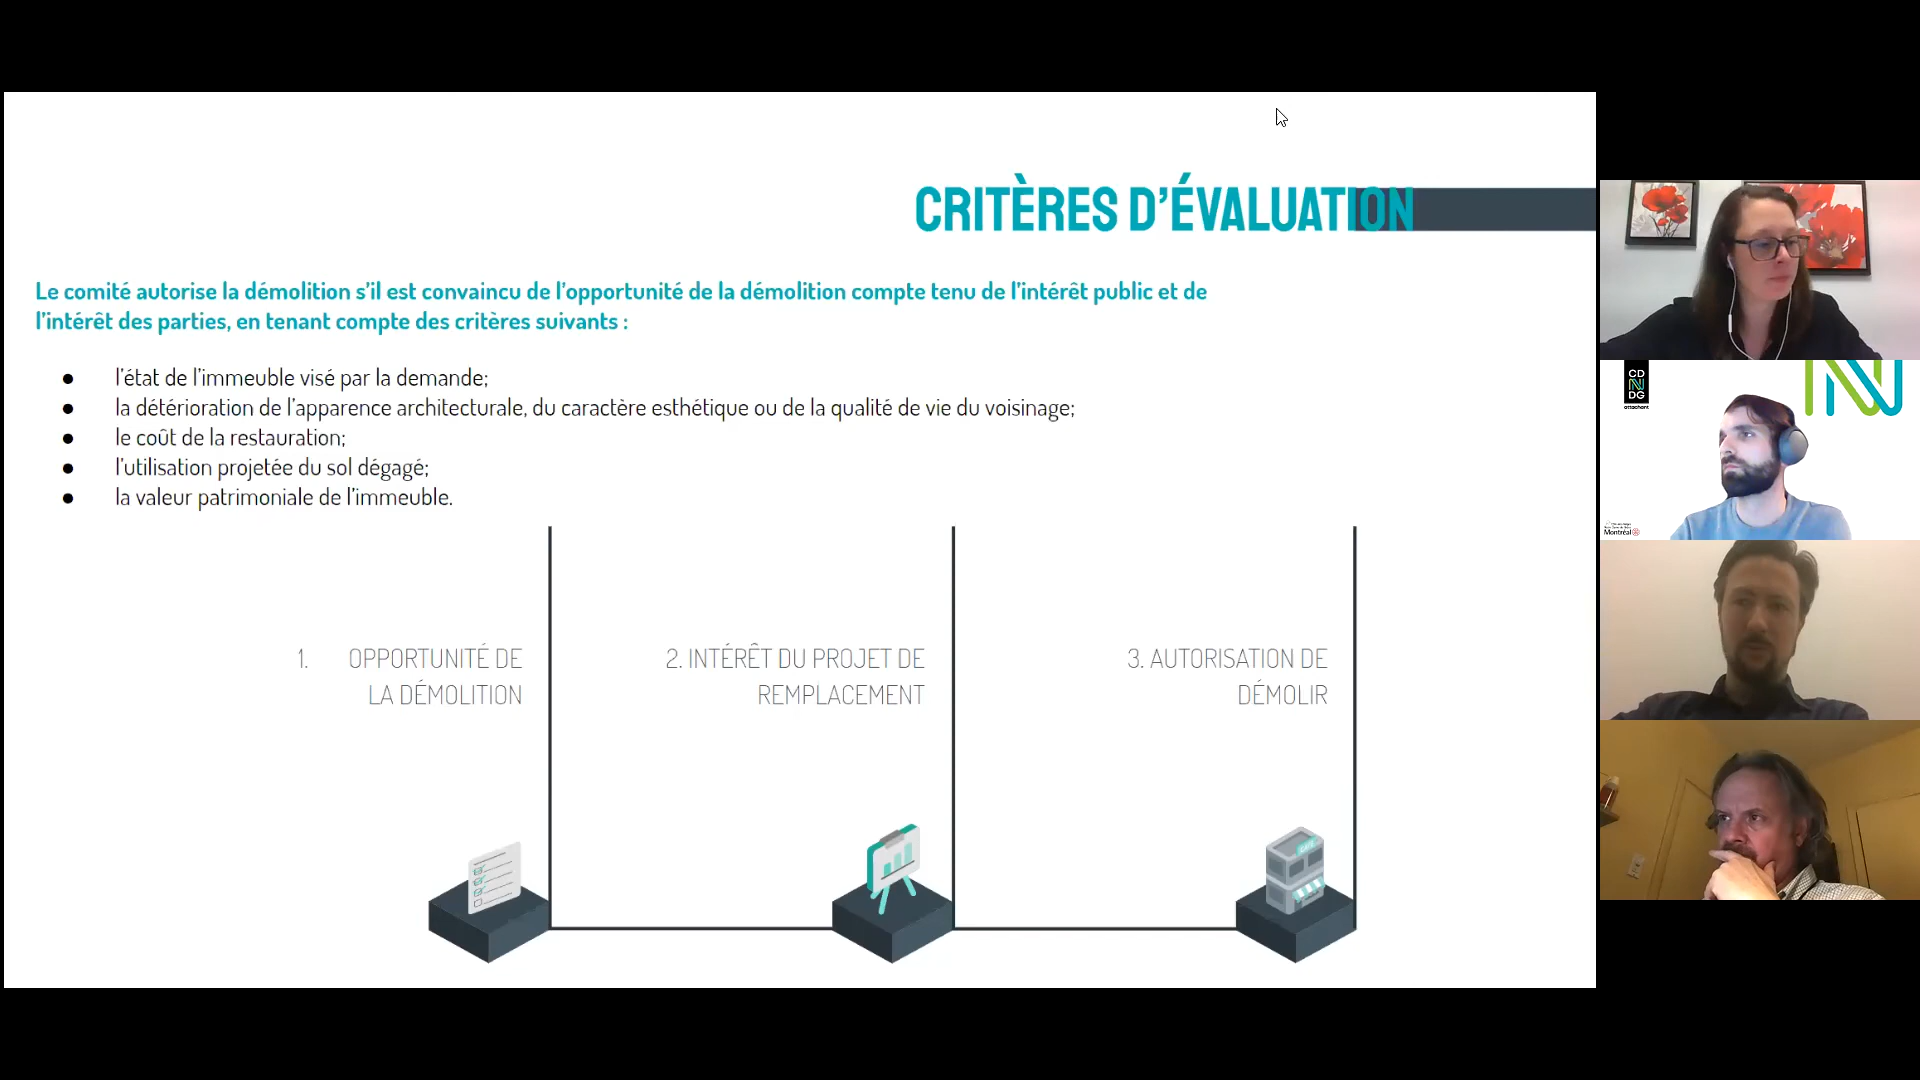 CRITÈRES D'ÉVALUATION
Le comité autorise la démolition s'il est convaincu de l'opportunité de la démolition compte tenu de l'intérêt public et de
l'intérêt des parties, en tenant compte des critères suivants :
● l'état de l'immeuble visé par la demande;
● la détérioration de l'apparence architecturale, du caractère esthétique ou de la qualité de vie du voisinage;
● le coût de la restauration;
● l'utilisation projetée du sol dégagé;
● la valeur patrimoniale de l'immeuble.
1. OPPORTUNITÉ DE
LA DÉMOLITION
2. INTÉRÊT DU PROJET DE
REMPLACEMENT
3. AUTORISATION DE
DÉMOLIR
CD
N
DG
attachant
Montréal